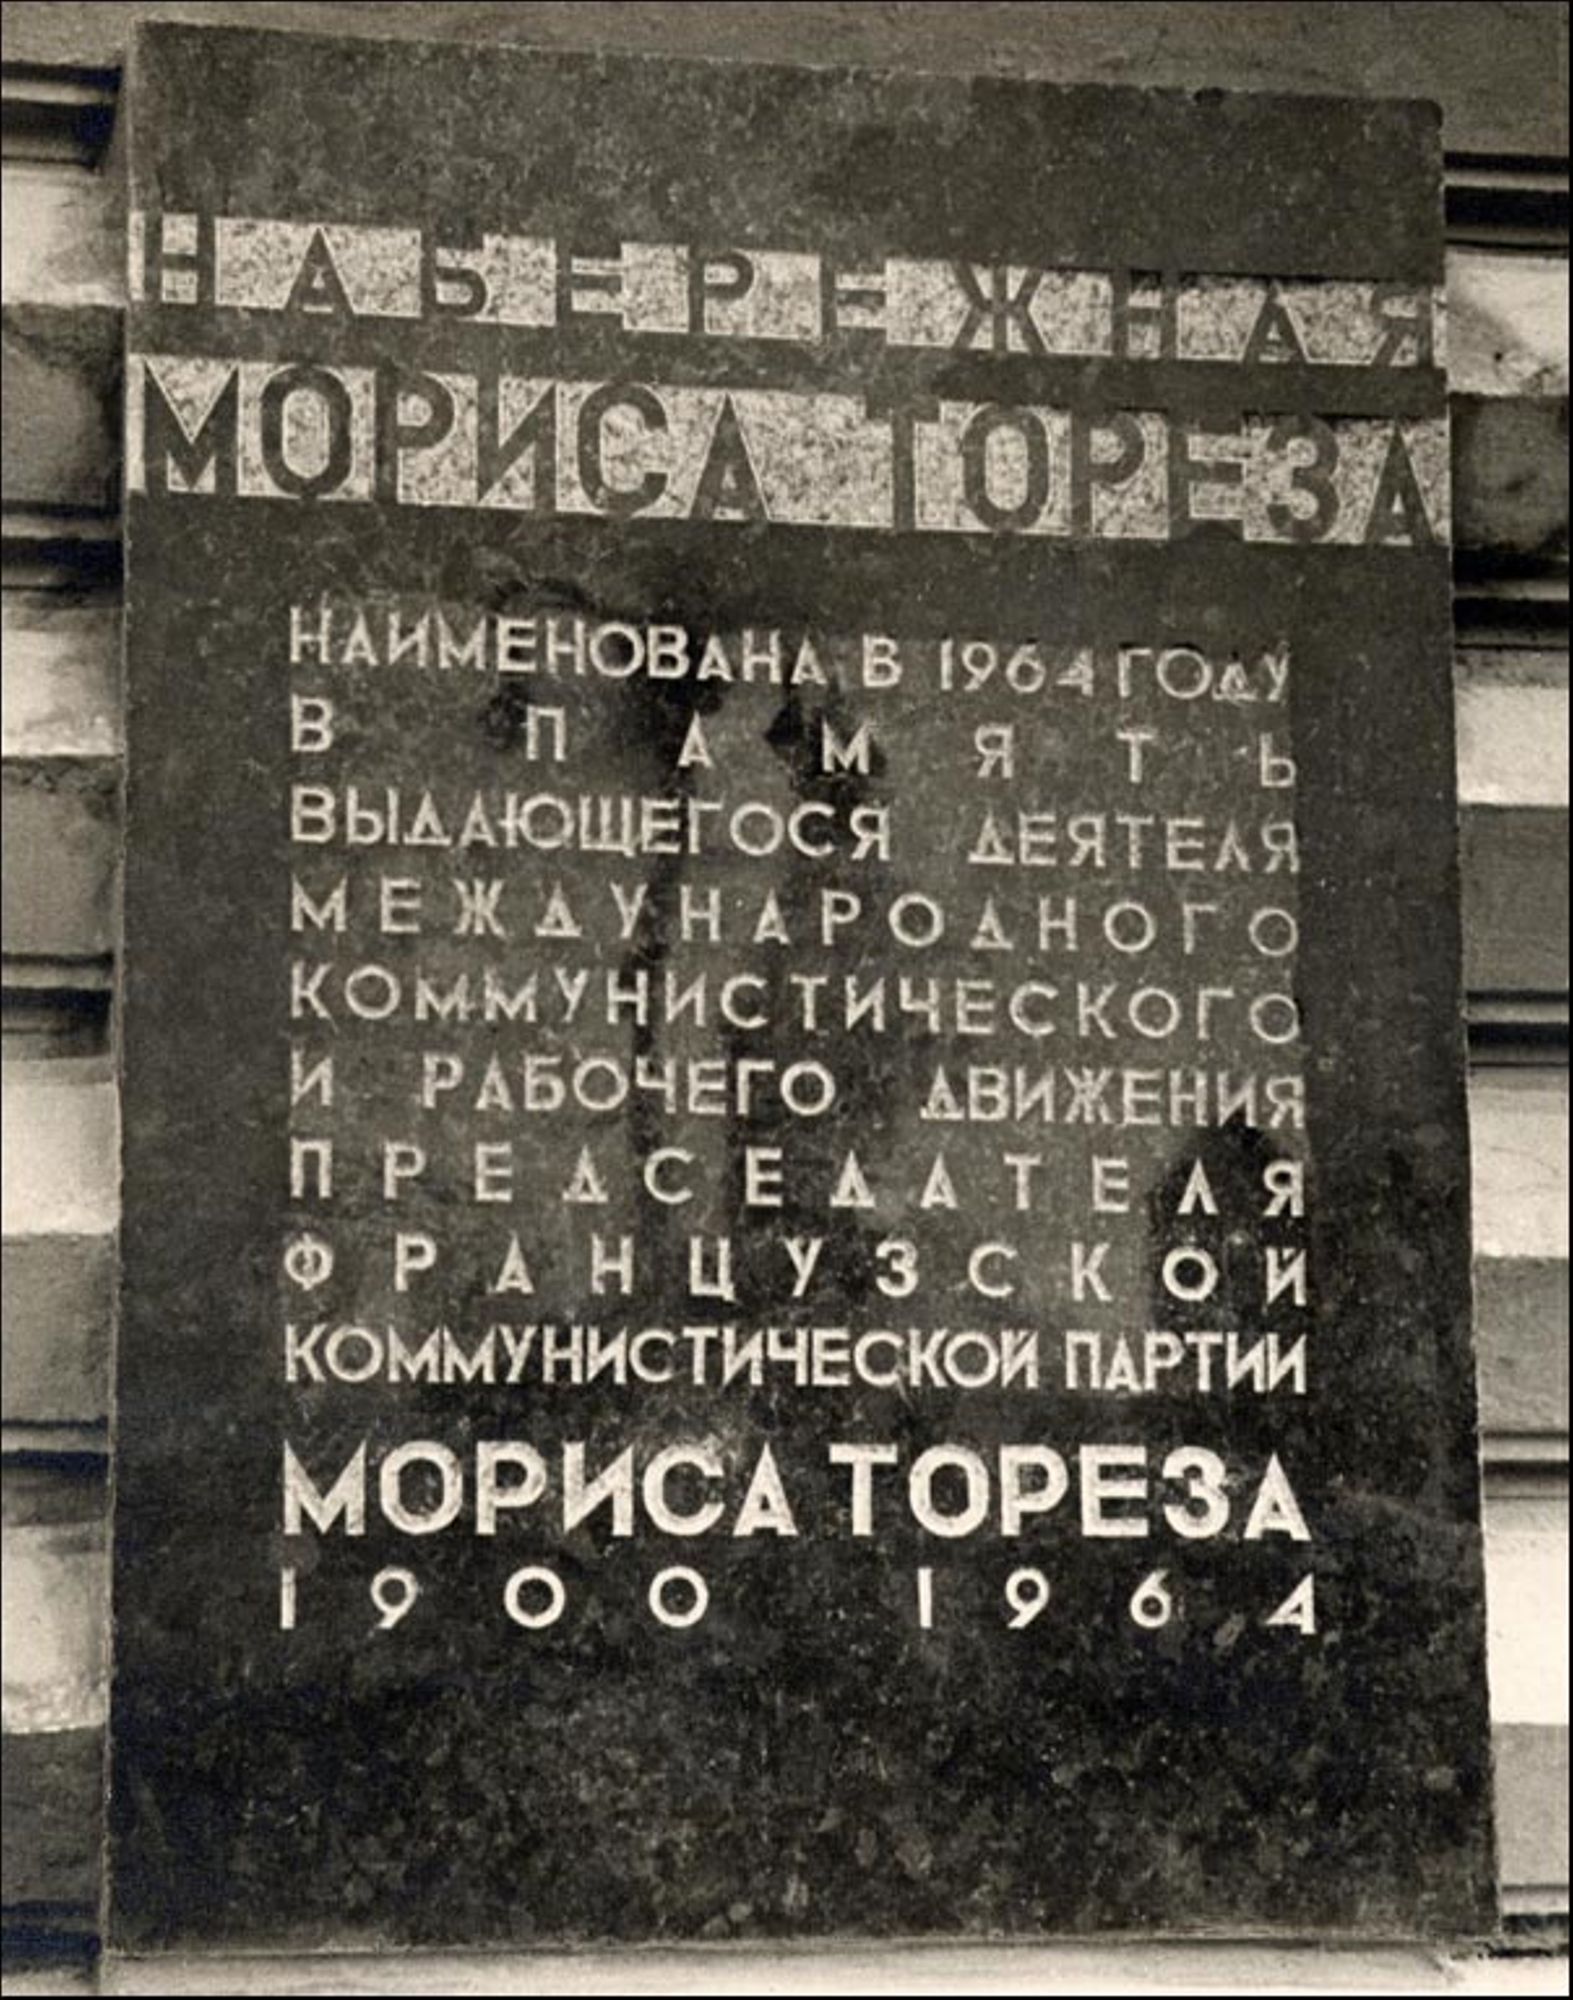 НАБЕРЕЖНАЯ
МОРИСА ТОРЕЗА
НАИМЕНОВАНА В 1964 ГОДУ
В ПАМЯТЬ
ВЫДАЮЩЕГОСЯ ДЕЯТЕЛЯ
МЕЖДУНАРОДНОГО
КОММУНИСТИЧЕСКОГО
И РАБОЧЕГО ДВИЖЕНИЯ
ПРЕДСЕДАТЕЛЯ
ФРАНЦУЗСКОЙ
КОММУНИСТИЧЕСКОЙ ПАРТИИ
МОРИСА ТОРЕЗА
1900 1964